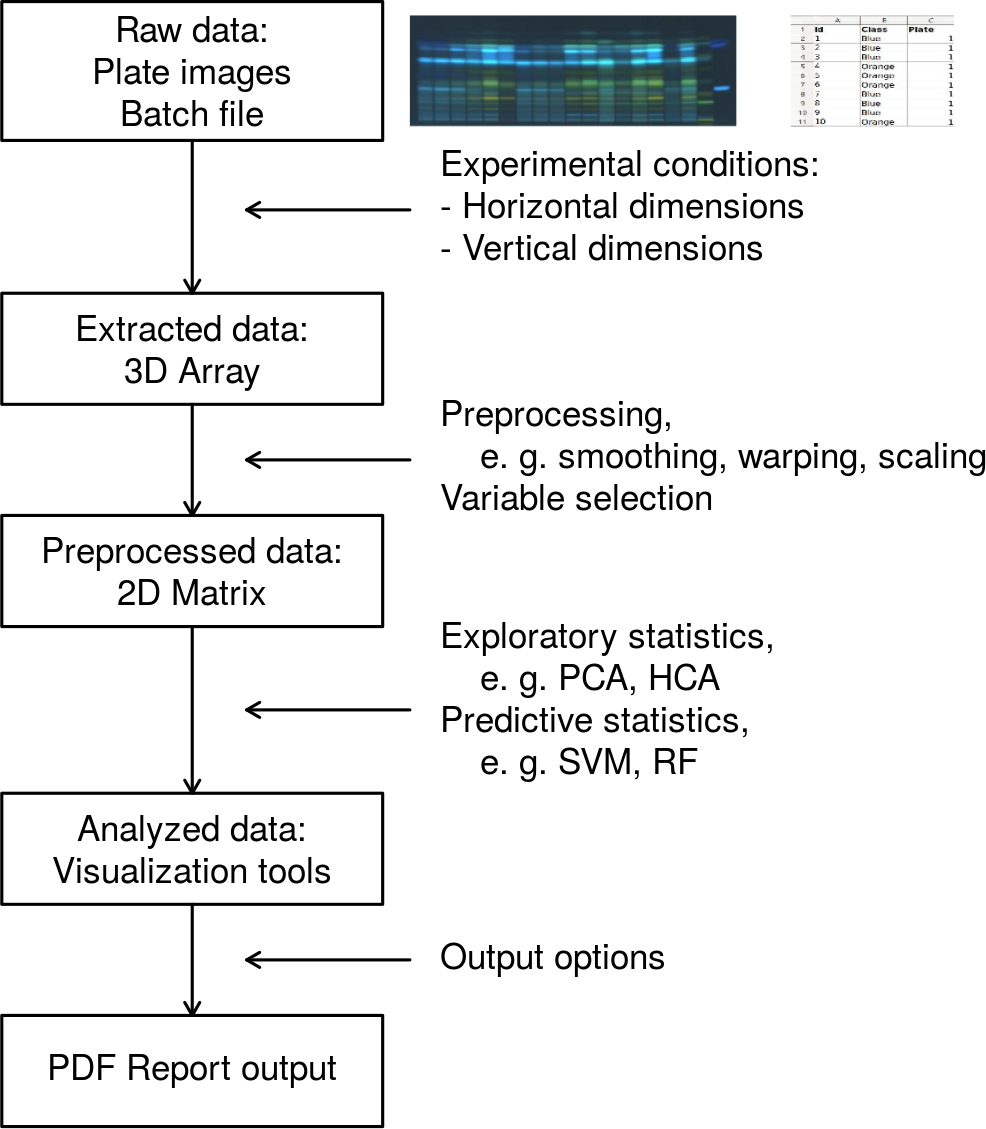 Raw data:
Plate images
Batch file
A B C
1 Id Class Plate
2 1 Blue 1
3 2 Blue 1
4 3 Blue 1
5 4 Orange 1
6 5 Orange 1
7 6 Orange 1
8 7 Blue 1
9 8 Blue 1
10 9 Blue 1
11 10 Orange 1
Experimental conditions:
- Horizontal dimensions
- Vertical dimensions
Extracted data:
3D Array
Preprocessing,
e. g. smoothing, warping, scaling
Variable selection
Preprocessed data:
2D Matrix
Exploratory statistics,
e. g. PCA, HCA
Predictive statistics,
e. g. SVM, RF
Analyzed data:
Visualization tools
Output options
PDF Report output